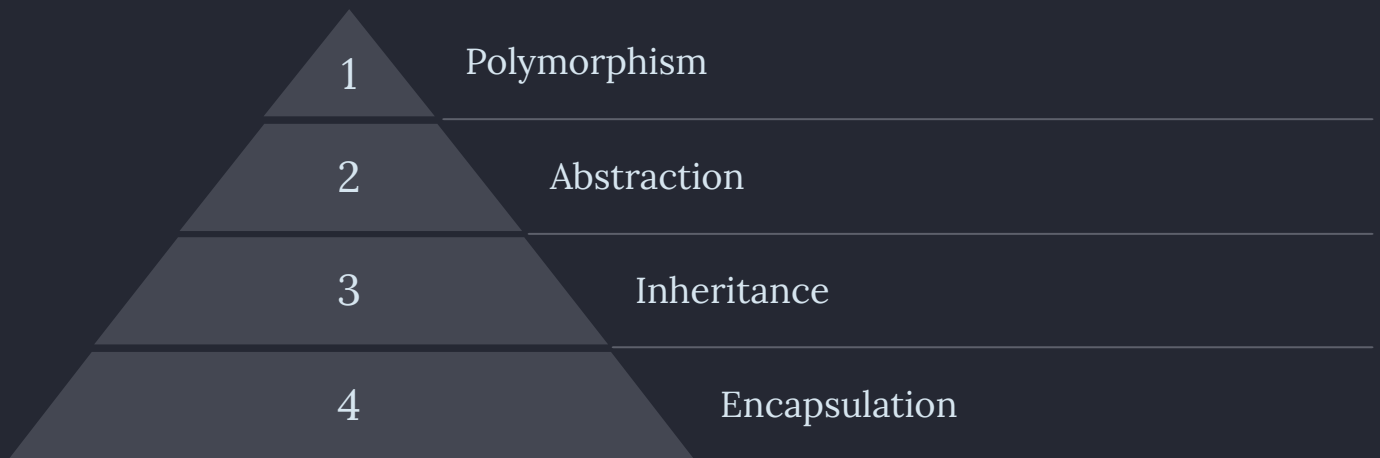 1 Polymorphism
2 Abstraction
3 Inheritance
4 Encapsulation